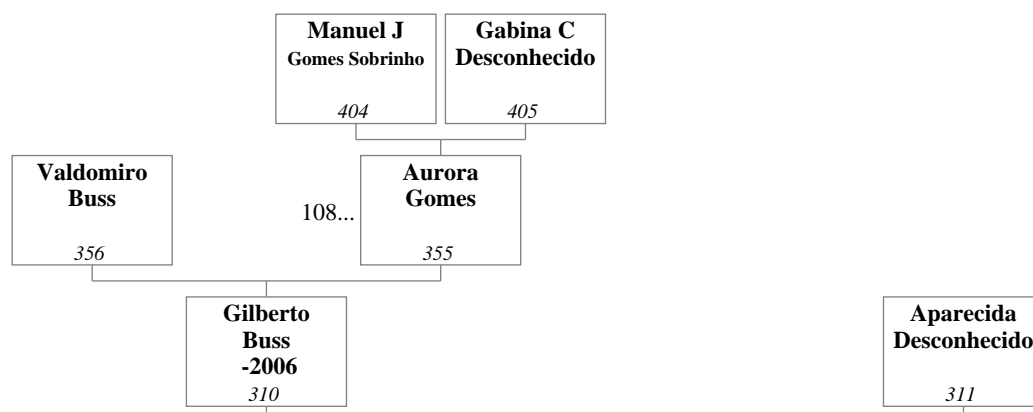 Manuel J
Gomes Sobrinho
404
Gabina C
Desconhecido
405
Valdomiro
Buss
356
108...
Aurora
Gomes
355
Gilberto
Buss
-2006
310
Aparecida
Desconhecido
311